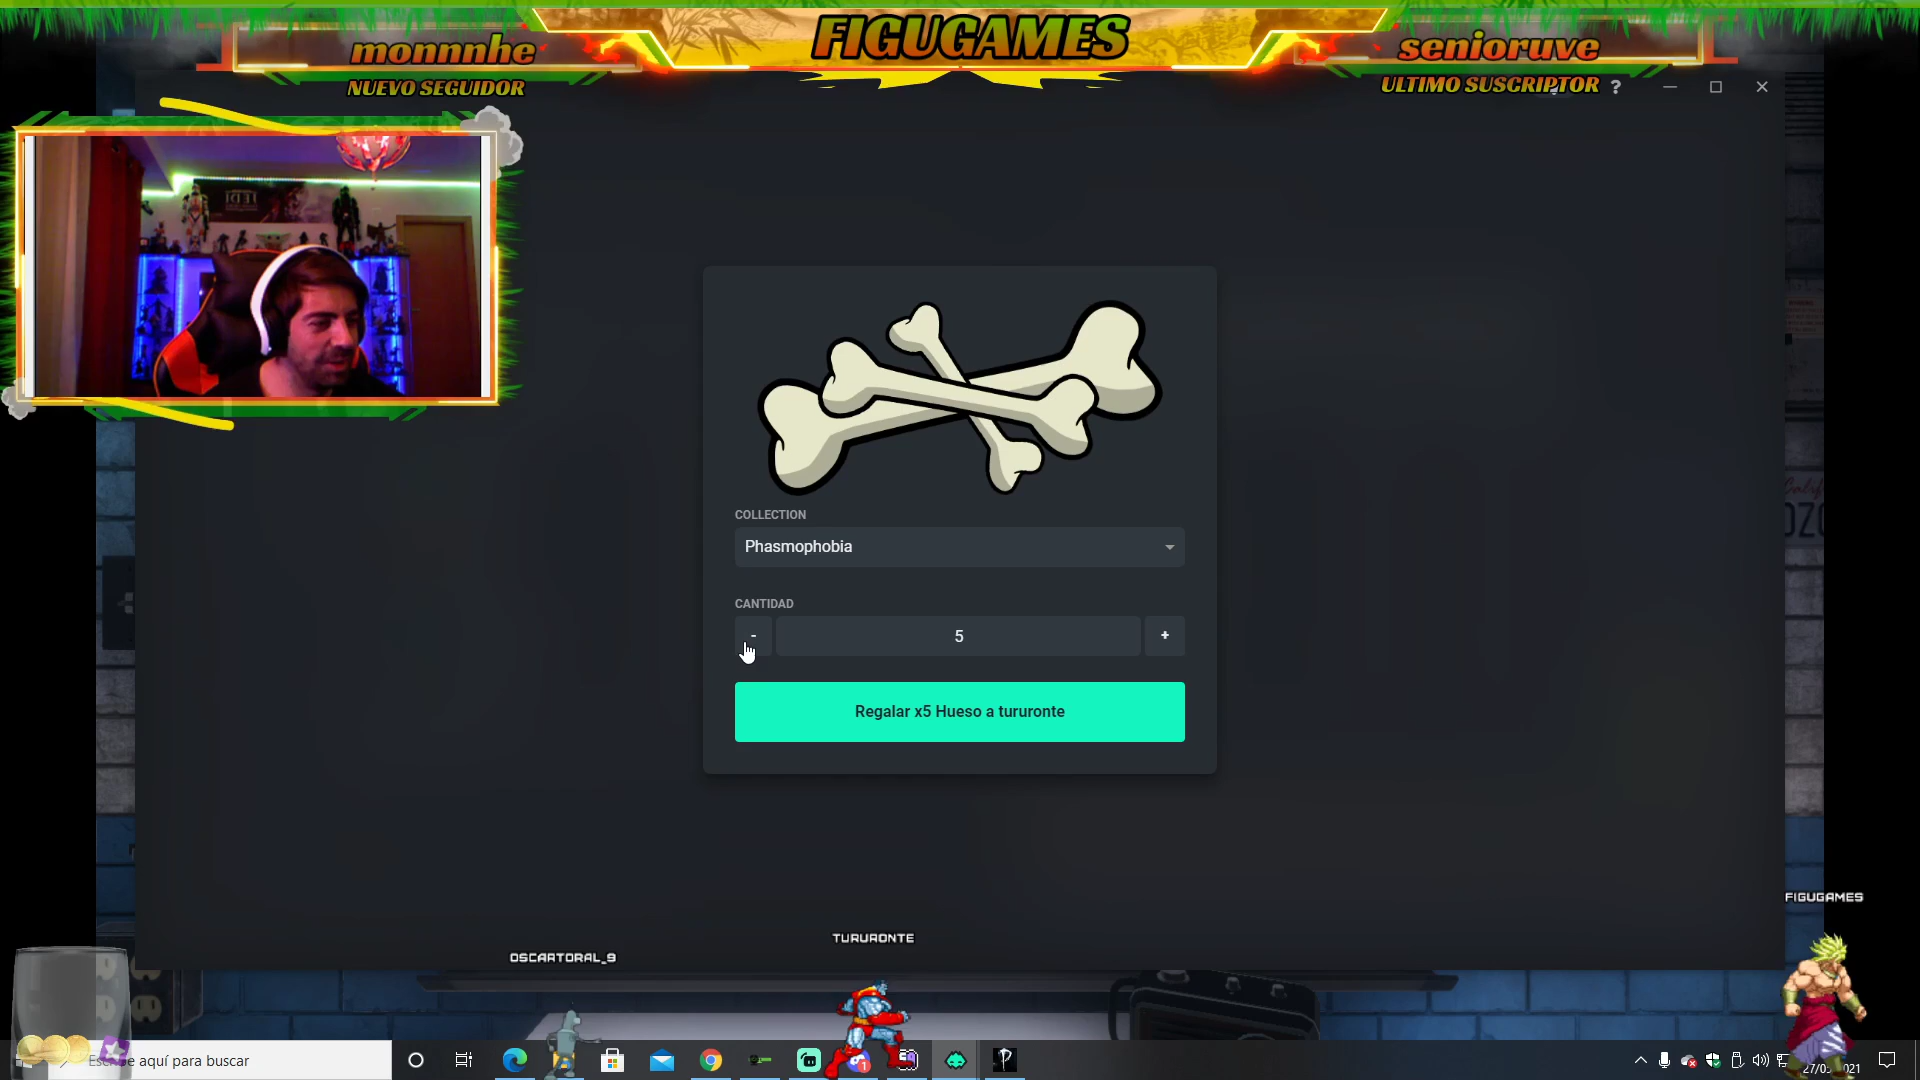 FIGUGAMES
monnnhe
NUEVO SEGUIDOR
senioruve
ULTIMO SUSCRIPTOR
?
COLLECTION
Phasmophobia
CANTIDAD
-
5
+
Regalar x5 Hueso a tururonte
FIGUGAMES
TURURONTE
OSCARTORAL_9
aquí para buscar